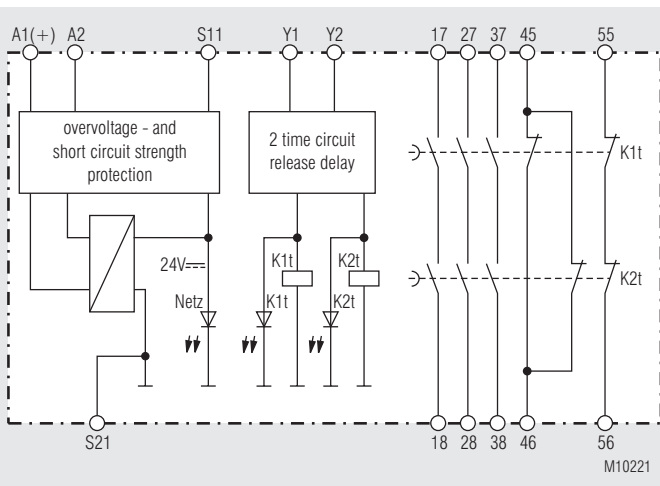 A1(+) A2 S11 Y1 Y2 17 27 37 45 55
overvoltage - and
short circuit strength
protection
2 time circuit
release delay
K1t
24V
K1t K2t
Netz K1t K2t
K2t
S21 18 28 38 46 56
M10221